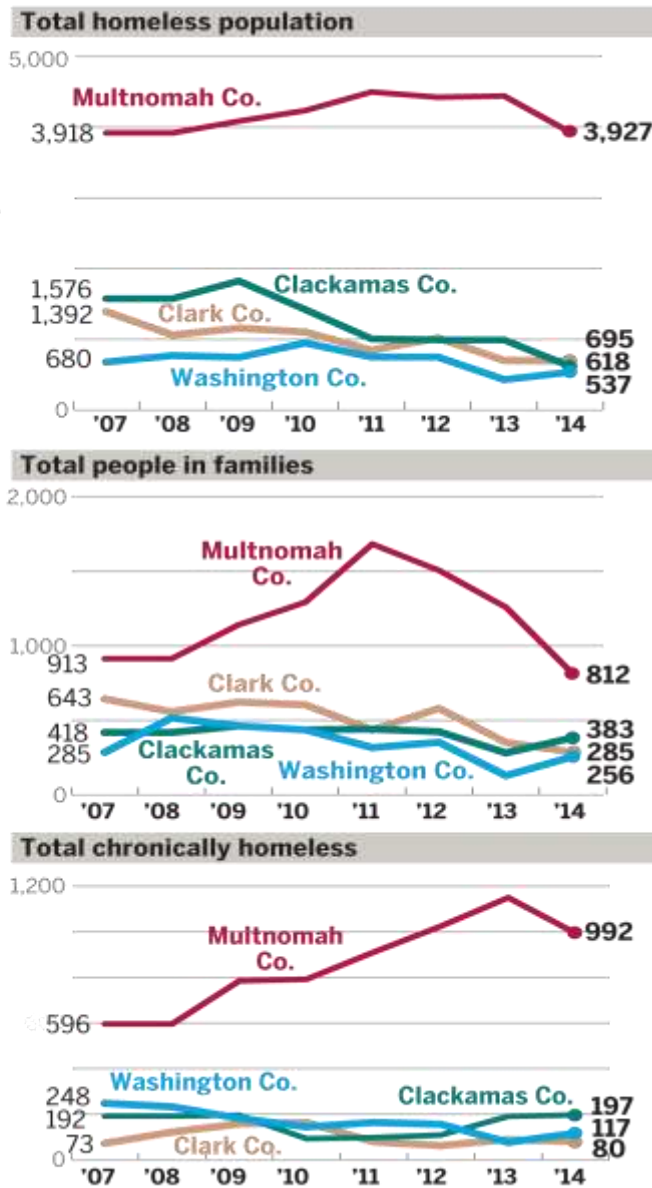 Total homeless population
5,000
Multnomah Co.
3,918
3,927
1,576
Clackamas Co.
1,392
Clark Co.
695
680
618
Washington Co.
537
0
'07 '08 '09 '10 '11 '12 '13 '14
Total people in families
2,000
Multnomah
Co.
1,000
913
812
643
Clark Co.
418
383
285
Clackamas
Co.
Washington Co.
285
256
0
'07 '08 '09 '10 '11 '12 '13 '14
Total chronically homeless
1,200
Multnomah
Co.
992
596
Washington Co.
248
Clackamas Co.
197
192
117
73
Clark Co.
80
0
'07 '08 '09 '10 '11 '12 '13 '14